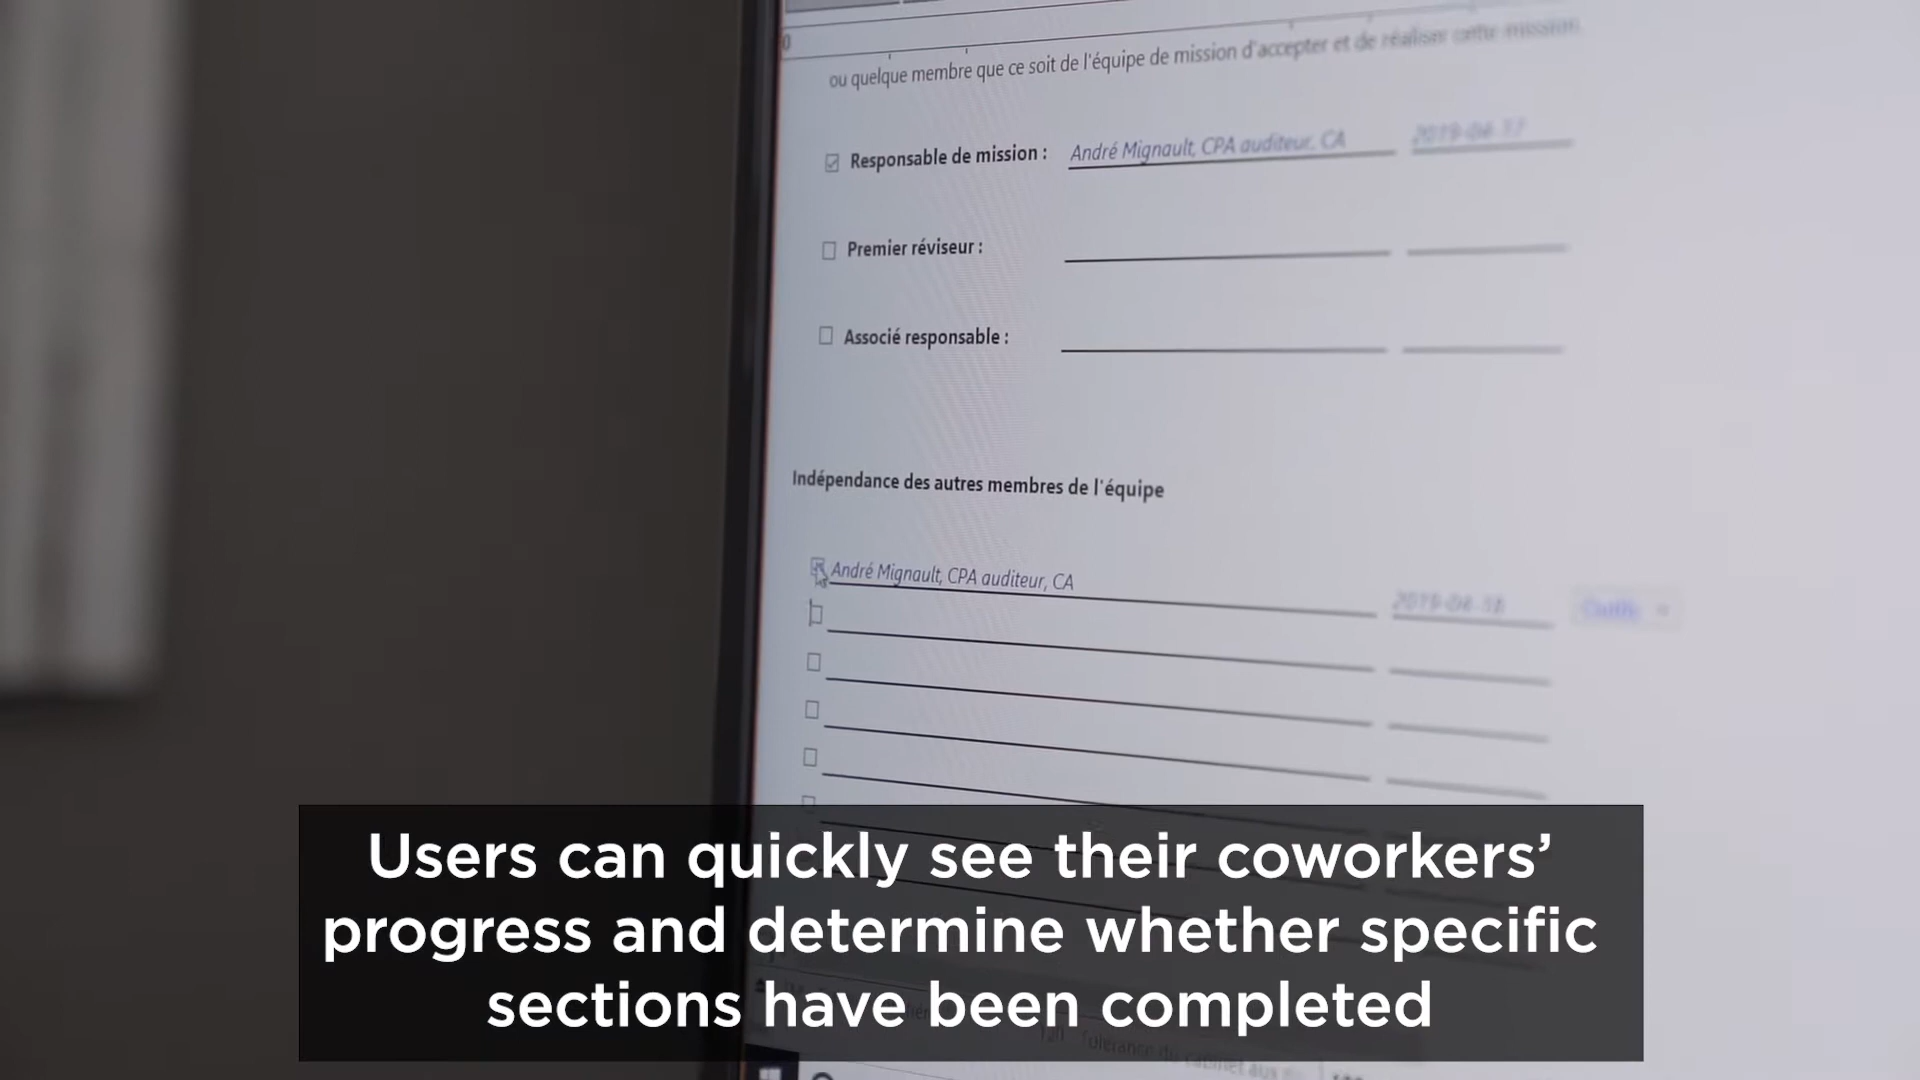 0
ou quelque membre que ce soit de l'équipe de mission d'accepter et de réaliser cette mission.
Responsable de mission : André Mignault, CPA auditeur, CA
Premier réviseur :
Associé responsable :
Indépendance des autres membres de l'équipe
André Mignault, CPA auditeur, CA
Users can quickly see their coworkers’
progress and determine whether specific
sections have been completed